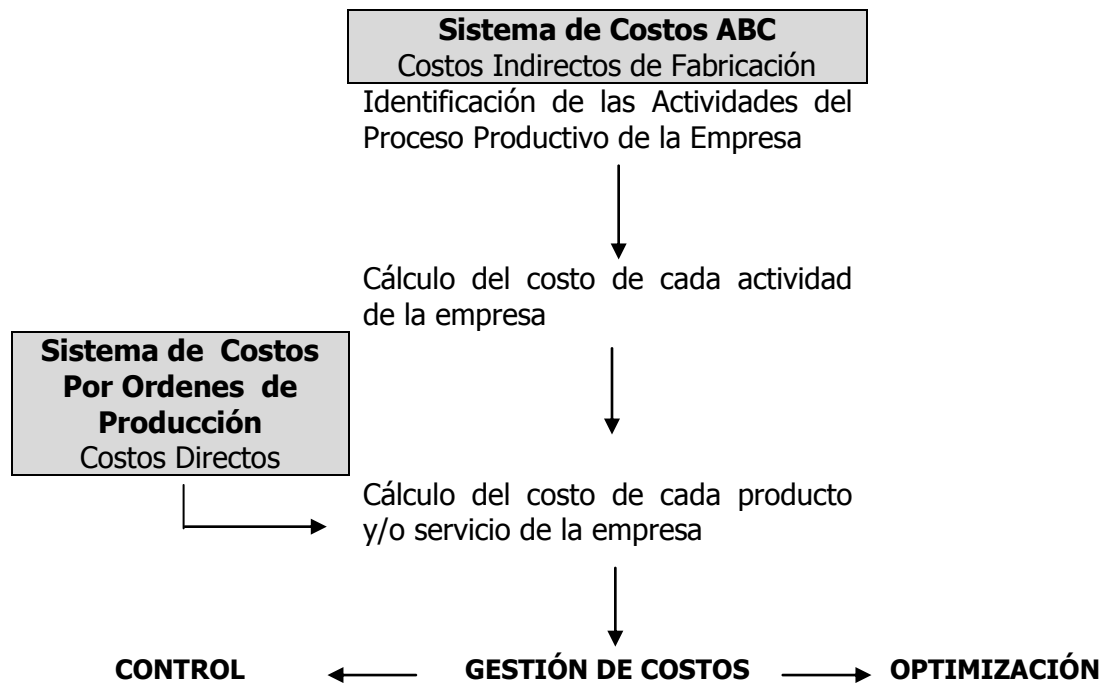 Sistema de Costos ABC
Costos Indirectos de Fabricación
Identificación de las Actividades del
Proceso Productivo de la Empresa
Cálculo del costo de cada actividad
de la empresa
Sistema de Costos
Por Ordenes de
Producción
Costos Directos
Cálculo del costo de cada producto
y/o servicio de la empresa
CONTROL
GESTIÓN DE COSTOS
OPTIMIZACIÓN